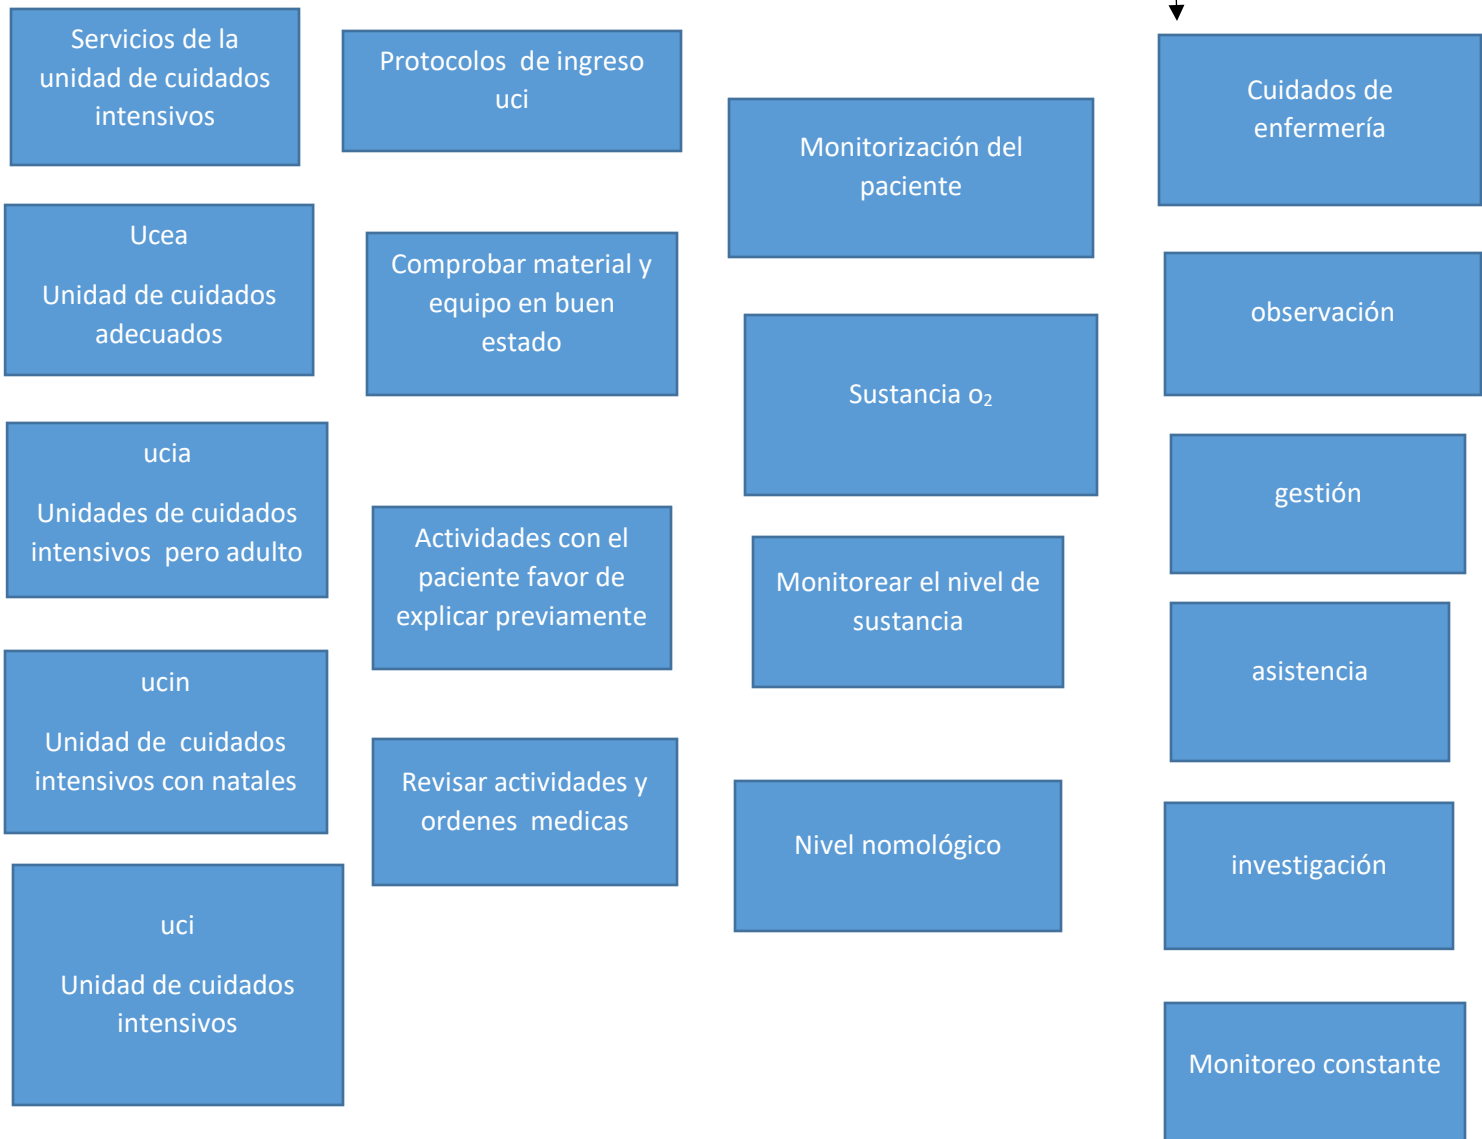 Servicios de la
unidad de cuidados
intensivos
Ucea
Unidad de cuidados
adecuados
ucia
Unidades de cuidados
intensivos pero adulto
ucin
Unidad de cuidados
intensivos con natales
uci
Unidad de cuidados
intensivos
Protocolos de ingreso
uci
Comprobar material y
equipo en buen
estado
Actividades con el
paciente favor de
explicar previamente
Revisar actividades y
ordenes medicas
Monitorización del
paciente
Sustancia o₂
Monitorear el nivel de
sustancia
Nivel nomológico
Cuidados de
enfermería
observación
gestión
asistencia
investigación
Monitoreo constante